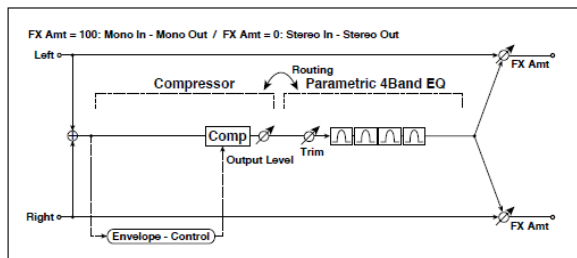 FX Amt = 100: Mono In - Mono Out / FX Amt = 0: Stereo In - Stereo Out
Left
FX Amt
Routing
Compressor
Parametric 4Band EQ
Comp
Output Level
Trim
Right
FX Amt
Envelope - Control